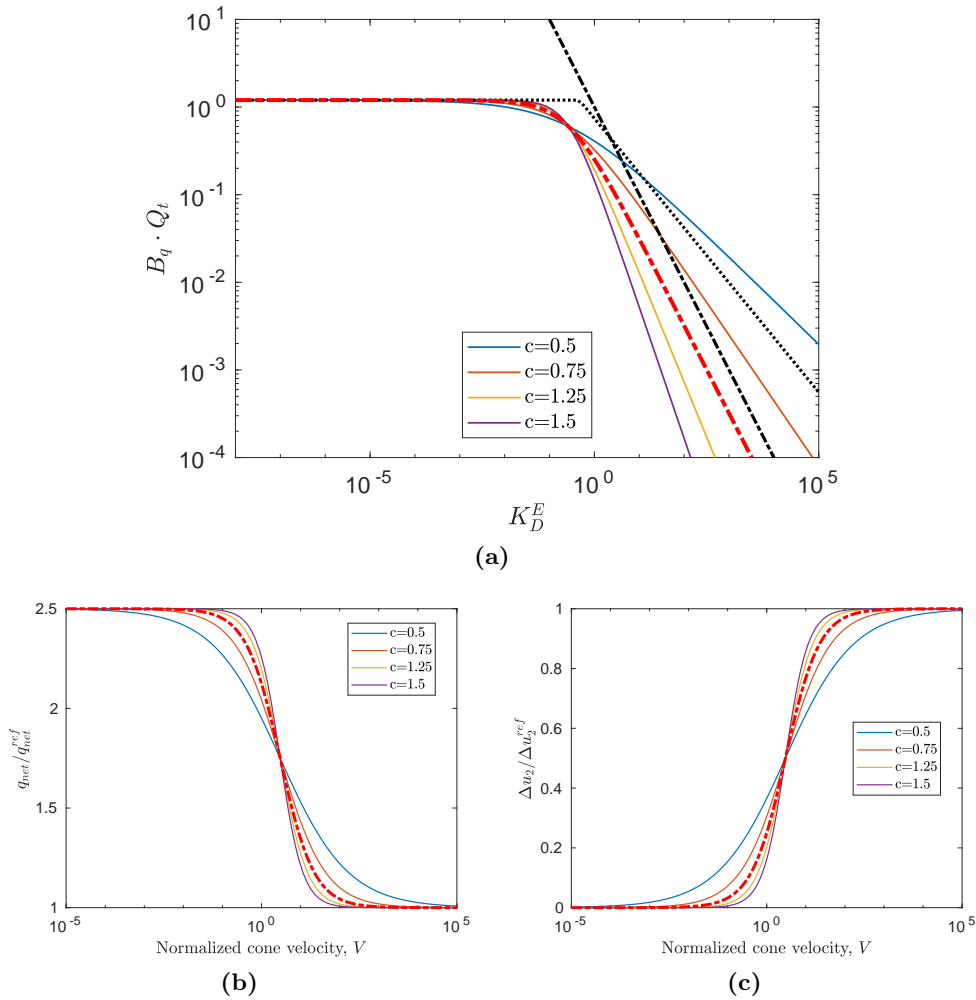 10^1
10^0
10^-1
10^-2
10^-3
10^-4
B_q · Q_t
c=0.5
c=0.75
c=1.25
c=1.5
10^-5 10^0 10^5
K_D^E
(a)
2.5
2
1.5
1
q_net/q_net^ref
c=0.5
c=0.75
c=1.25
c=1.5
10^-5 10^0 10^5
Normalized cone velocity, V
(b)
1
0.8
0.6
0.4
0.2
0
Δu_2/Δu_2^ref
c=0.5
c=0.75
c=1.25
c=1.5
10^-5 10^0 10^5
Normalized cone velocity, V
(c)